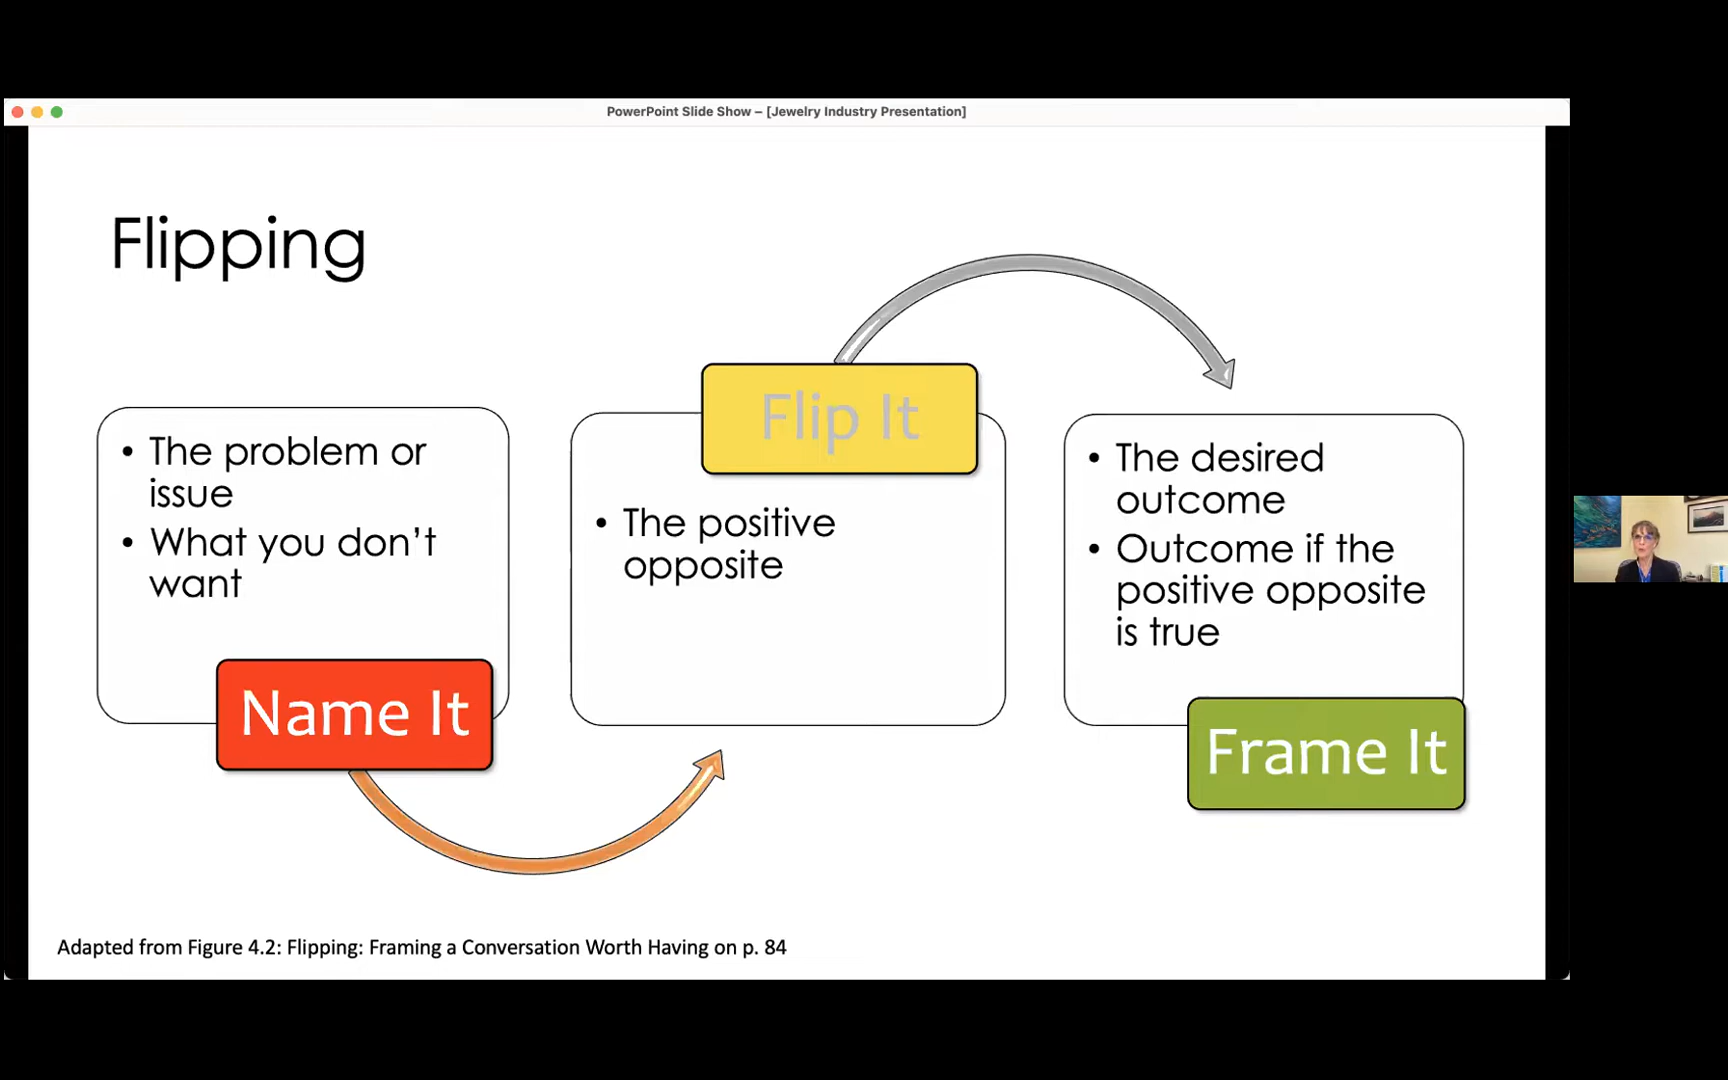 PowerPoint Slide Show – [Jewelry Industry Presentation]
Flipping
• The problem or
issue
• What you don’t
want
Name It
Flip It
• The positive
opposite
• The desired
outcome
• Outcome if the
positive opposite
is true
Frame It
Adapted from Figure 4.2: Flipping: Framing a Conversation Worth Having on p. 84